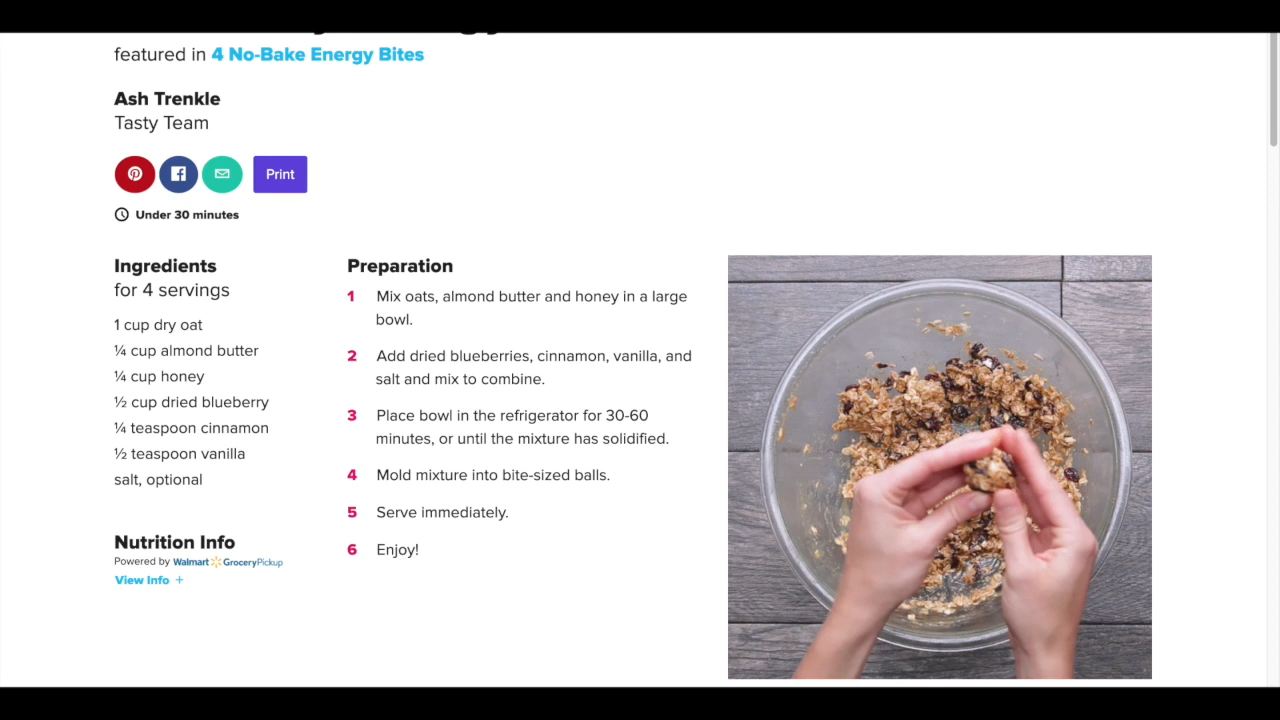 featured in 4 No-Bake Energy Bites
Ash Trenkle
Tasty Team
Print
Under 30 minutes
Ingredients
for 4 servings
1 cup dry oat
¼ cup almond butter
¼ cup honey
½ cup dried blueberry
¼ teaspoon cinnamon
½ teaspoon vanilla
salt, optional
Nutrition Info
Powered by Walmart GroceryPickup
View Info +
Preparation
1 Mix oats, almond butter and honey in a large
bowl.
2 Add dried blueberries, cinnamon, vanilla, and
salt and mix to combine.
3 Place bowl in the refrigerator for 30-60
minutes, or until the mixture has solidified.
4 Mold mixture into bite-sized balls.
5 Serve immediately.
6 Enjoy!